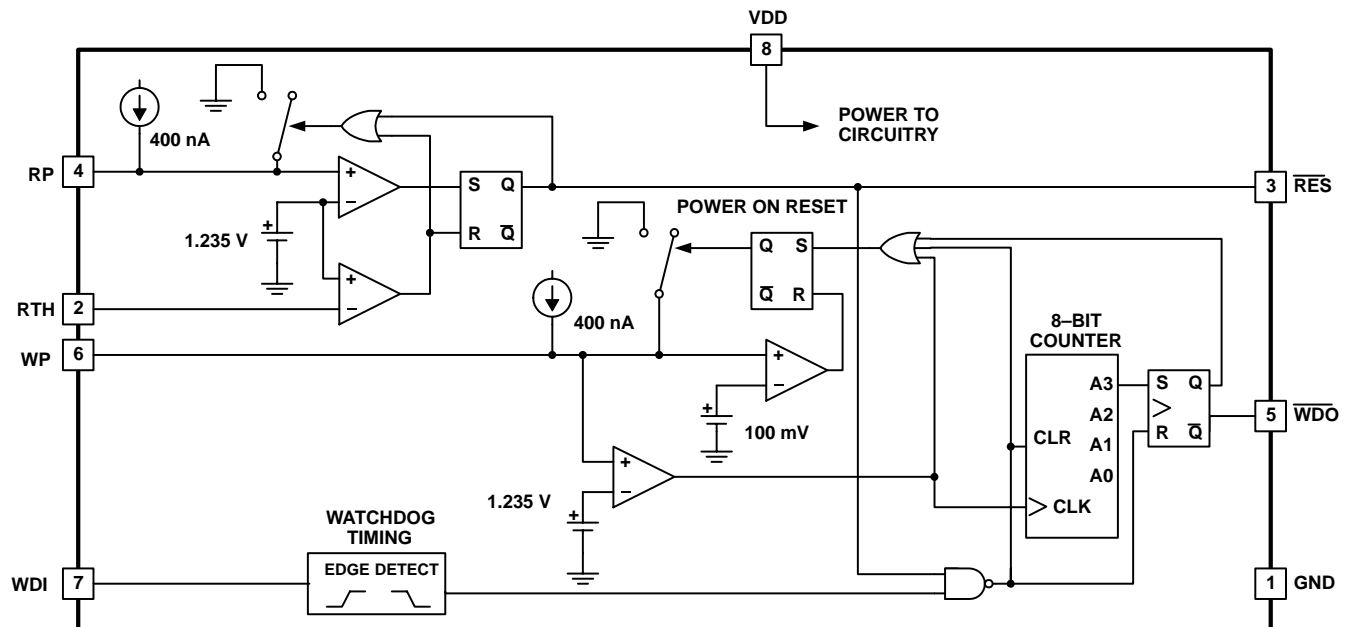 VDD
8
POWER TO
CIRCUITRY
400 nA
RP 4
+
−
S Q
R Q̅
3 R̅E̅S̅
1.235 V
+
+
−
POWER ON RESET
Q S
Q̅ R
RTH 2
400 nA
WP 6
8–BIT
COUNTER
+
−
A3
A2
A1
A0
CLR
CLK
S Q
R Q̅
5 W̅D̅O̅
+
100 mV
+
−
1.235 V
+
WATCHDOG
TIMING
EDGE DETECT
WDI 7
1 GND